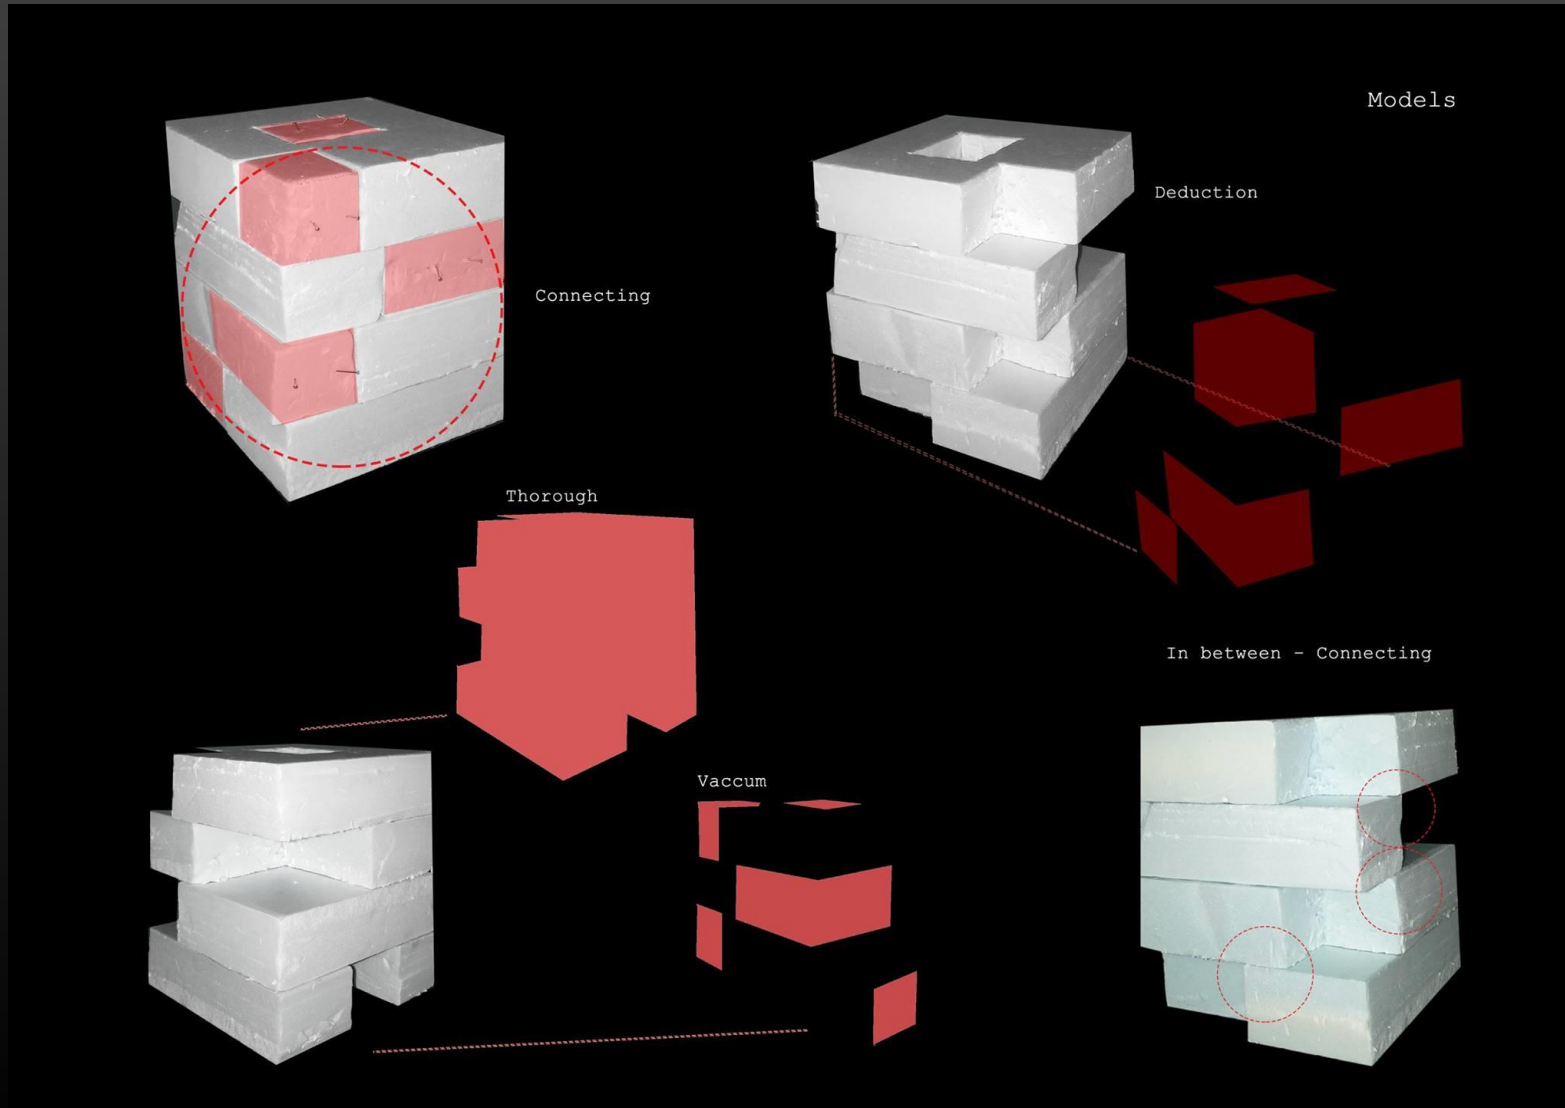 Models
Deduction
Connecting
Thorough
In between – Connecting
Vaccum